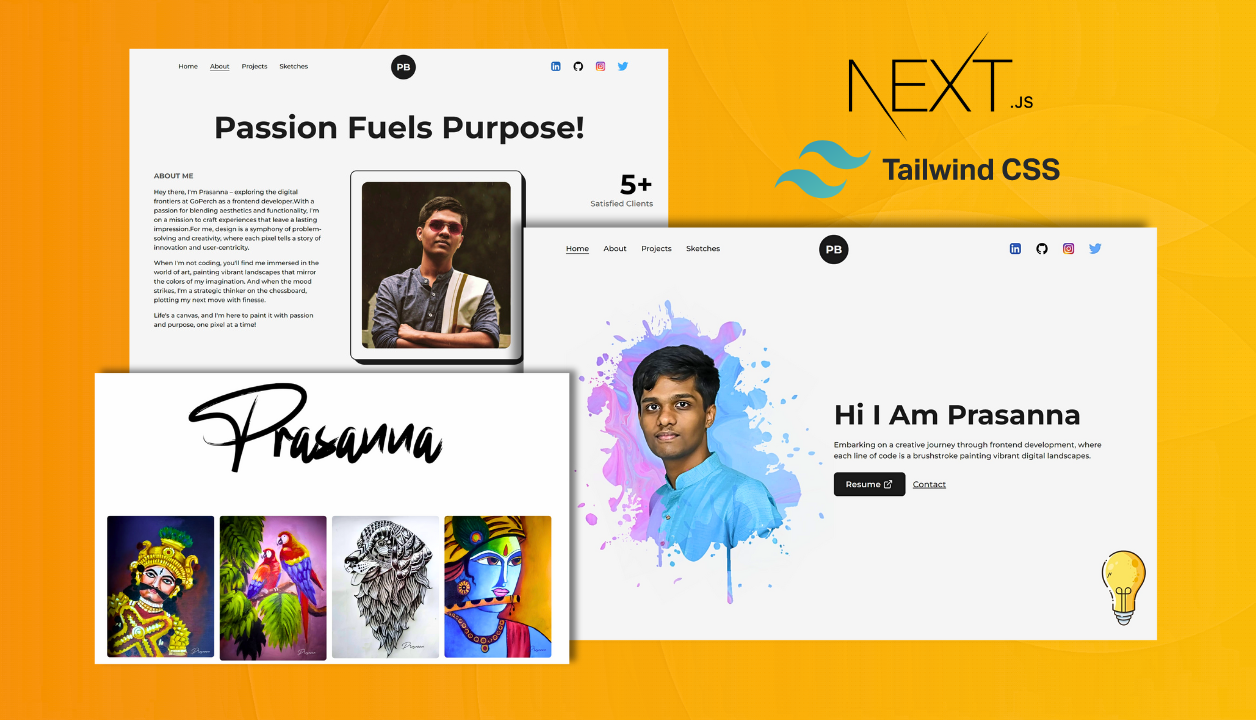 Home About Projects Sketches
PB
Passion Fuels Purpose!
ABOUT ME
Hey there, I'm Prasanna – exploring the digital
frontiers at GoPerch as a frontend developer.With a
passion for blending aesthetics and functionality, I'm
on a mission to craft experiences that leave a lasting
impression.For me, design is a symphony of problem-
solving and creativity, where each pixel tells a story of
innovation and user-centricity.
When I'm not coding, you'll find me immersed in the
world of art, painting vibrant landscapes that mirror
the colors of my imagination. And when the mood
strikes, I'm a strategic thinker on the chessboard,
plotting my next move with finesse.
Life's a canvas, and I'm here to paint it with passion
and purpose, one pixel at a time!
5+
Satisfied Clients
NEXT.JS
Tailwind CSS
Home About Projects Sketches
PB
in
Hi I Am Prasanna
Embarking on a creative journey through frontend development, where
each line of code is a brushstroke painting vibrant digital landscapes.
Resume Contact
Prasanna